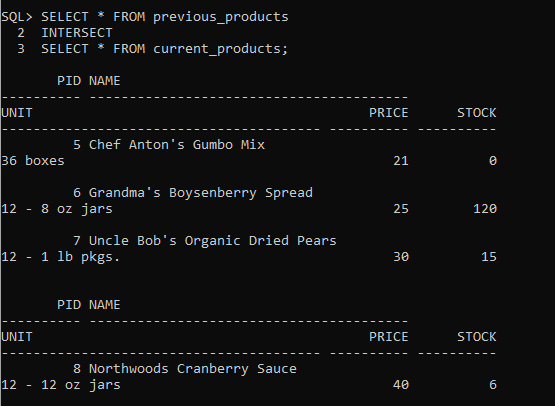 SQL> SELECT * FROM previous_products
  2  INTERSECT
  3  SELECT * FROM current_products;

       PID NAME
---------- ----------------------------------------
UNIT                                          PRICE      STOCK
---------------------------------------- ---------- ----------
         5 Chef Anton's Gumbo Mix
36 boxes                                         21          0

         6 Grandma's Boysenberry Spread
12 - 8 oz jars                                   25        120

         7 Uncle Bob's Organic Dried Pears
12 - 1 lb pkgs.                                  30         15


       PID NAME
---------- ----------------------------------------
UNIT                                          PRICE      STOCK
---------------------------------------- ---------- ----------
         8 Northwoods Cranberry Sauce
12 - 12 oz jars                                  40          6